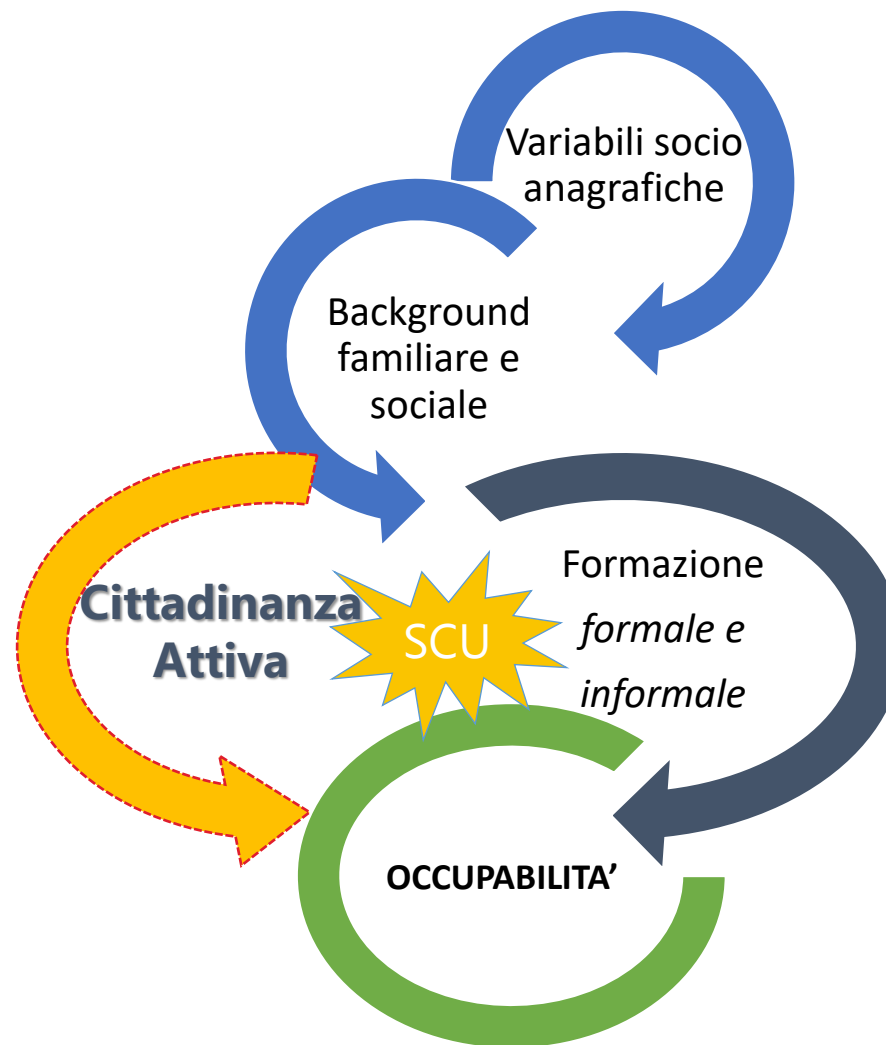 Variabili socio
anagrafiche
Background
familiare e
sociale
Cittadinanza
Attiva
SCU
Formazione
formale e
informale
OCCUPABILITA’